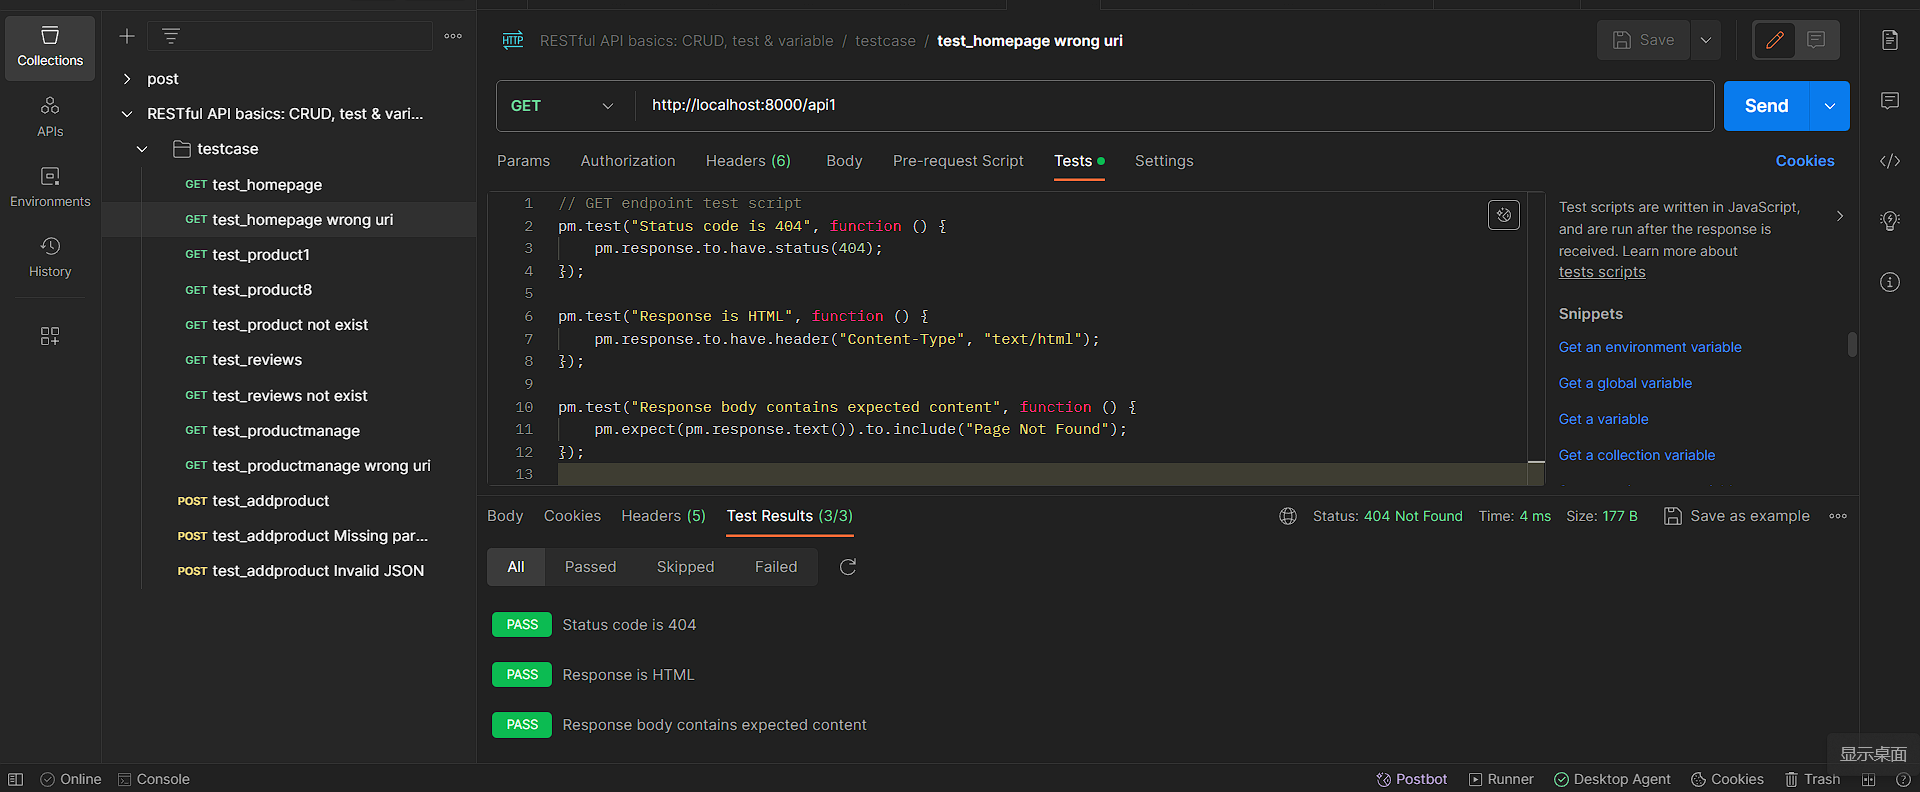 Collections
APIs
Environments
History
post
RESTful API basics: CRUD, test & vari...
testcase
GET test_homepage
GET test_homepage wrong uri
GET test_product1
GET test_product8
GET test_product not exist
GET test_reviews
GET test_reviews not exist
GET test_productmanage
GET test_productmanage wrong uri
POST test_addproduct
POST test_addproduct Missing par...
POST test_addproduct Invalid JSON
HTTP RESTful API basics: CRUD, test & variable / testcase / test_homepage wrong uri
Save
GET http://localhost:8000/api1
Send
Params Authorization Headers (6) Body Pre-request Script Tests Settings
Cookies
1 // GET endpoint test script
2 pm.test("Status code is 404", function () {
3 pm.response.to.have.status(404);
4 });
5
6 pm.test("Response is HTML", function () {
7 pm.response.to.have.header("Content-Type", "text/html");
8 });
9
10 pm.test("Response body contains expected content", function () {
11 pm.expect(pm.response.text()).to.include("Page Not Found");
12 });
13
Test scripts are written in JavaScript,
and are run after the response is
received. Learn more about
tests scripts
Snippets
Get an environment variable
Get a global variable
Get a variable
Get a collection variable
Body Cookies Headers (5) Test Results (3/3)
Status: 404 Not Found Time: 4 ms Size: 177 B Save as example
All Passed Skipped Failed
PASS Status code is 404
PASS Response is HTML
PASS Response body contains expected content
显示桌面
Online Console
Postbot Runner Desktop Agent Cookies Trash